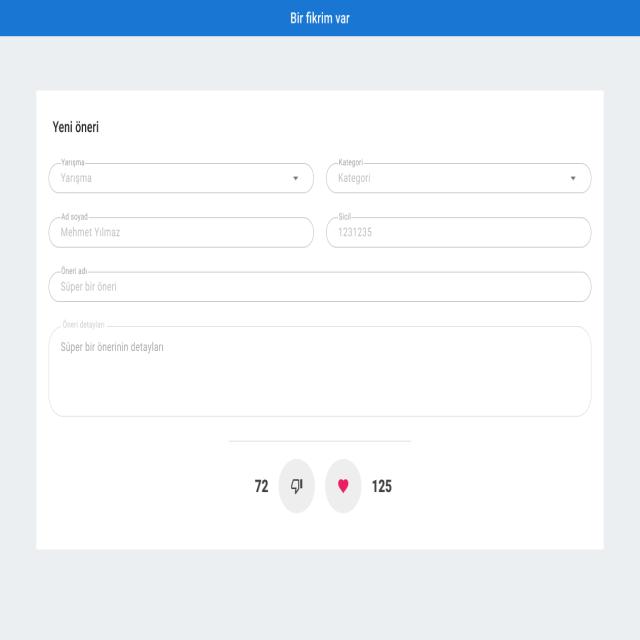 Bir fikrim var
Yeni öneri
Yarışma
Yarışma
Kategori
Kategori
Ad soyad
Mehmet Yılmaz
Sicil
1231235
Öneri adı
Süper bir öneri
Öneri detayları
Süper bir önerinin detayları
72
125